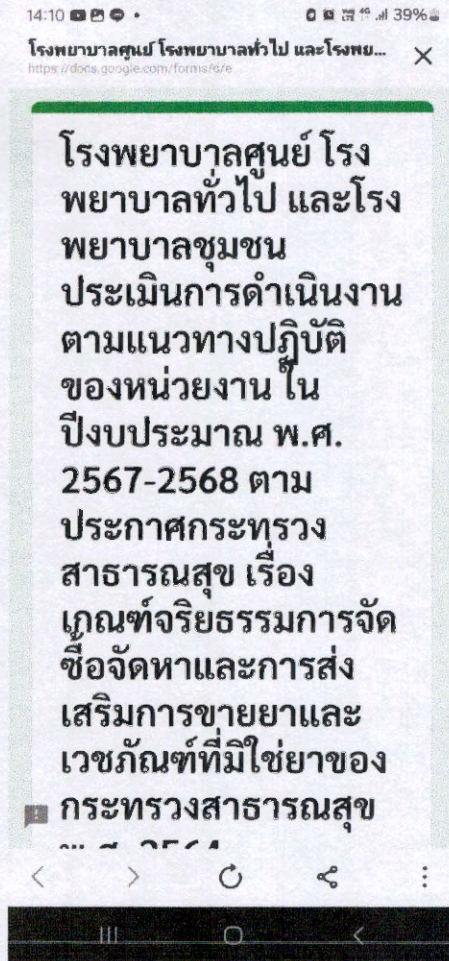 14:10
39%
โรงพยาบาลศูนย์ โรงพยาบาลทั่วไป และโรงพย...
https://docs.google.com/forms/d/e
โรงพยาบาลศูนย์ โรง
พยาบาลทั่วไป และโรง
พยาบาลชุมชน
ประเมินการดำเนินงาน
ตามแนวทางปฏิบัติ
ของหน่วยงาน ใน
ปีงบประมาณ พ.ศ.
2567-2568 ตาม
ประกาศกระทรวง
สาธารณสุข เรื่อง
เกณฑ์จริยธรรมการจัด
ซื้อจัดหาและการส่ง
เสริมการขายยาและ
เวชภัณฑ์ที่มิใช่ยาของ
กระทรวงสาธารณสุข
พ.ศ. 2564